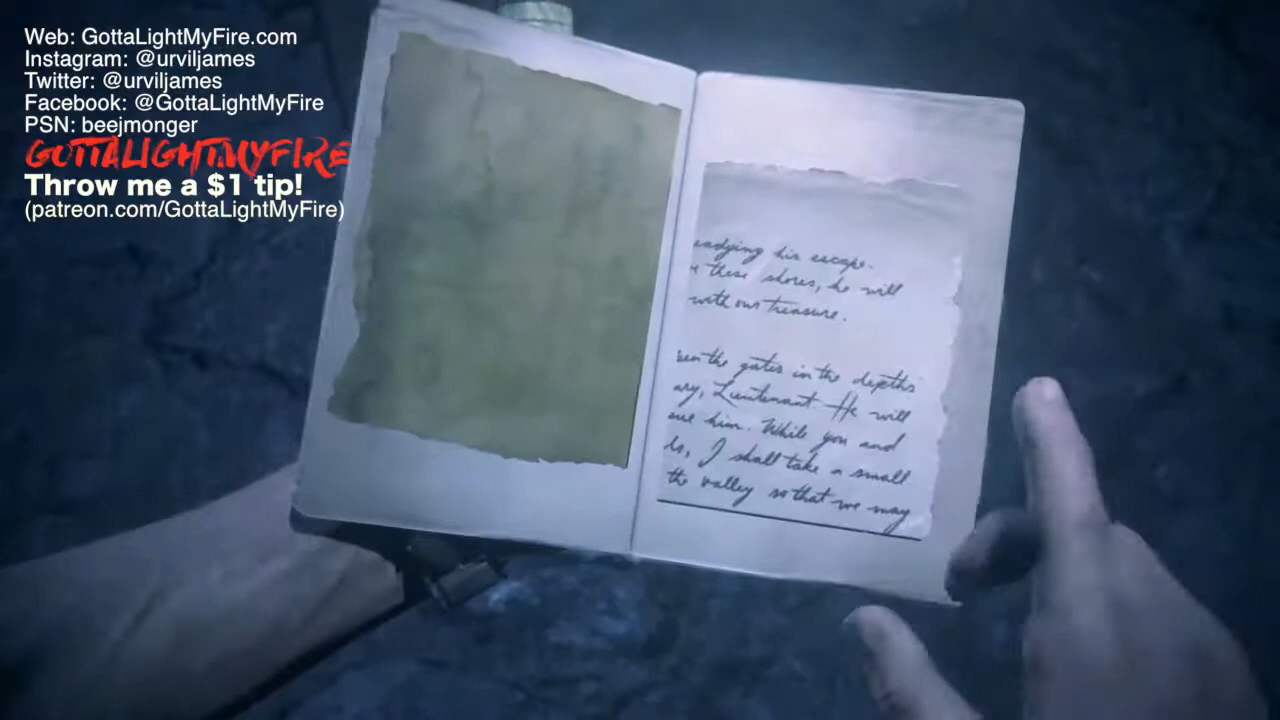 Web: GottaLightMyFire.com
Instagram: @urviljames
Twitter: @urviljames
Facebook: @GottaLightMyFire
PSN: beejmonger
GOTTALIGHTMYFIRE
Throw me a $1 tip!
(patreon.com/GottaLightMyFire)
his escape.
these shores, he will
with our treasure.
the gates in the depths
ary, Lieutenant. He will
him. While you and
ds, I shall take a small
the valley so that we may